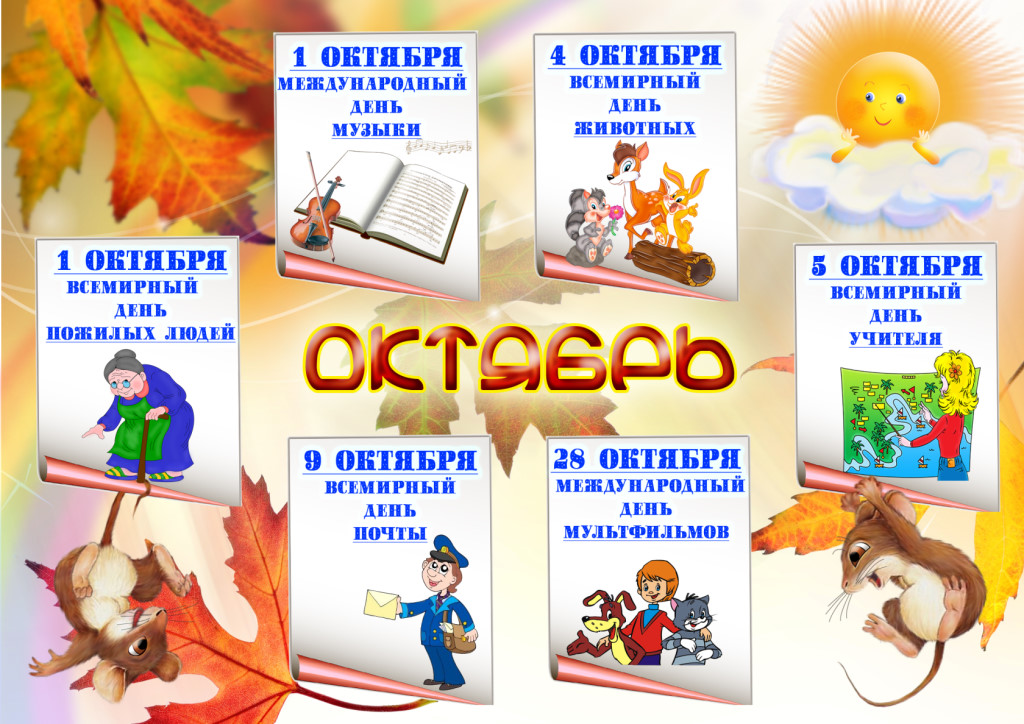 1 ОКТЯБРЯ
МЕЖДУНАРОДНЫЙ
ДЕНЬ
МУЗЫКИ
4 ОКТЯБРЯ
ВСЕМИРНЫЙ
ДЕНЬ
ЖИВОТНЫХ
1 ОКТЯБРЯ
ВСЕМИРНЫЙ
ДЕНЬ
ПОЖИЛЫХ ЛЮДЕЙ
5 ОКТЯБРЯ
ВСЕМИРНЫЙ
ДЕНЬ
УЧИТЕЛЯ
ОКТЯБРЬ
9 ОКТЯБРЯ
ВСЕМИРНЫЙ
ДЕНЬ
ПОЧТЫ
28 ОКТЯБРЯ
МЕЖДУНАРОДНЫЙ
ДЕНЬ
МУЛЬТФИЛЬМОВ